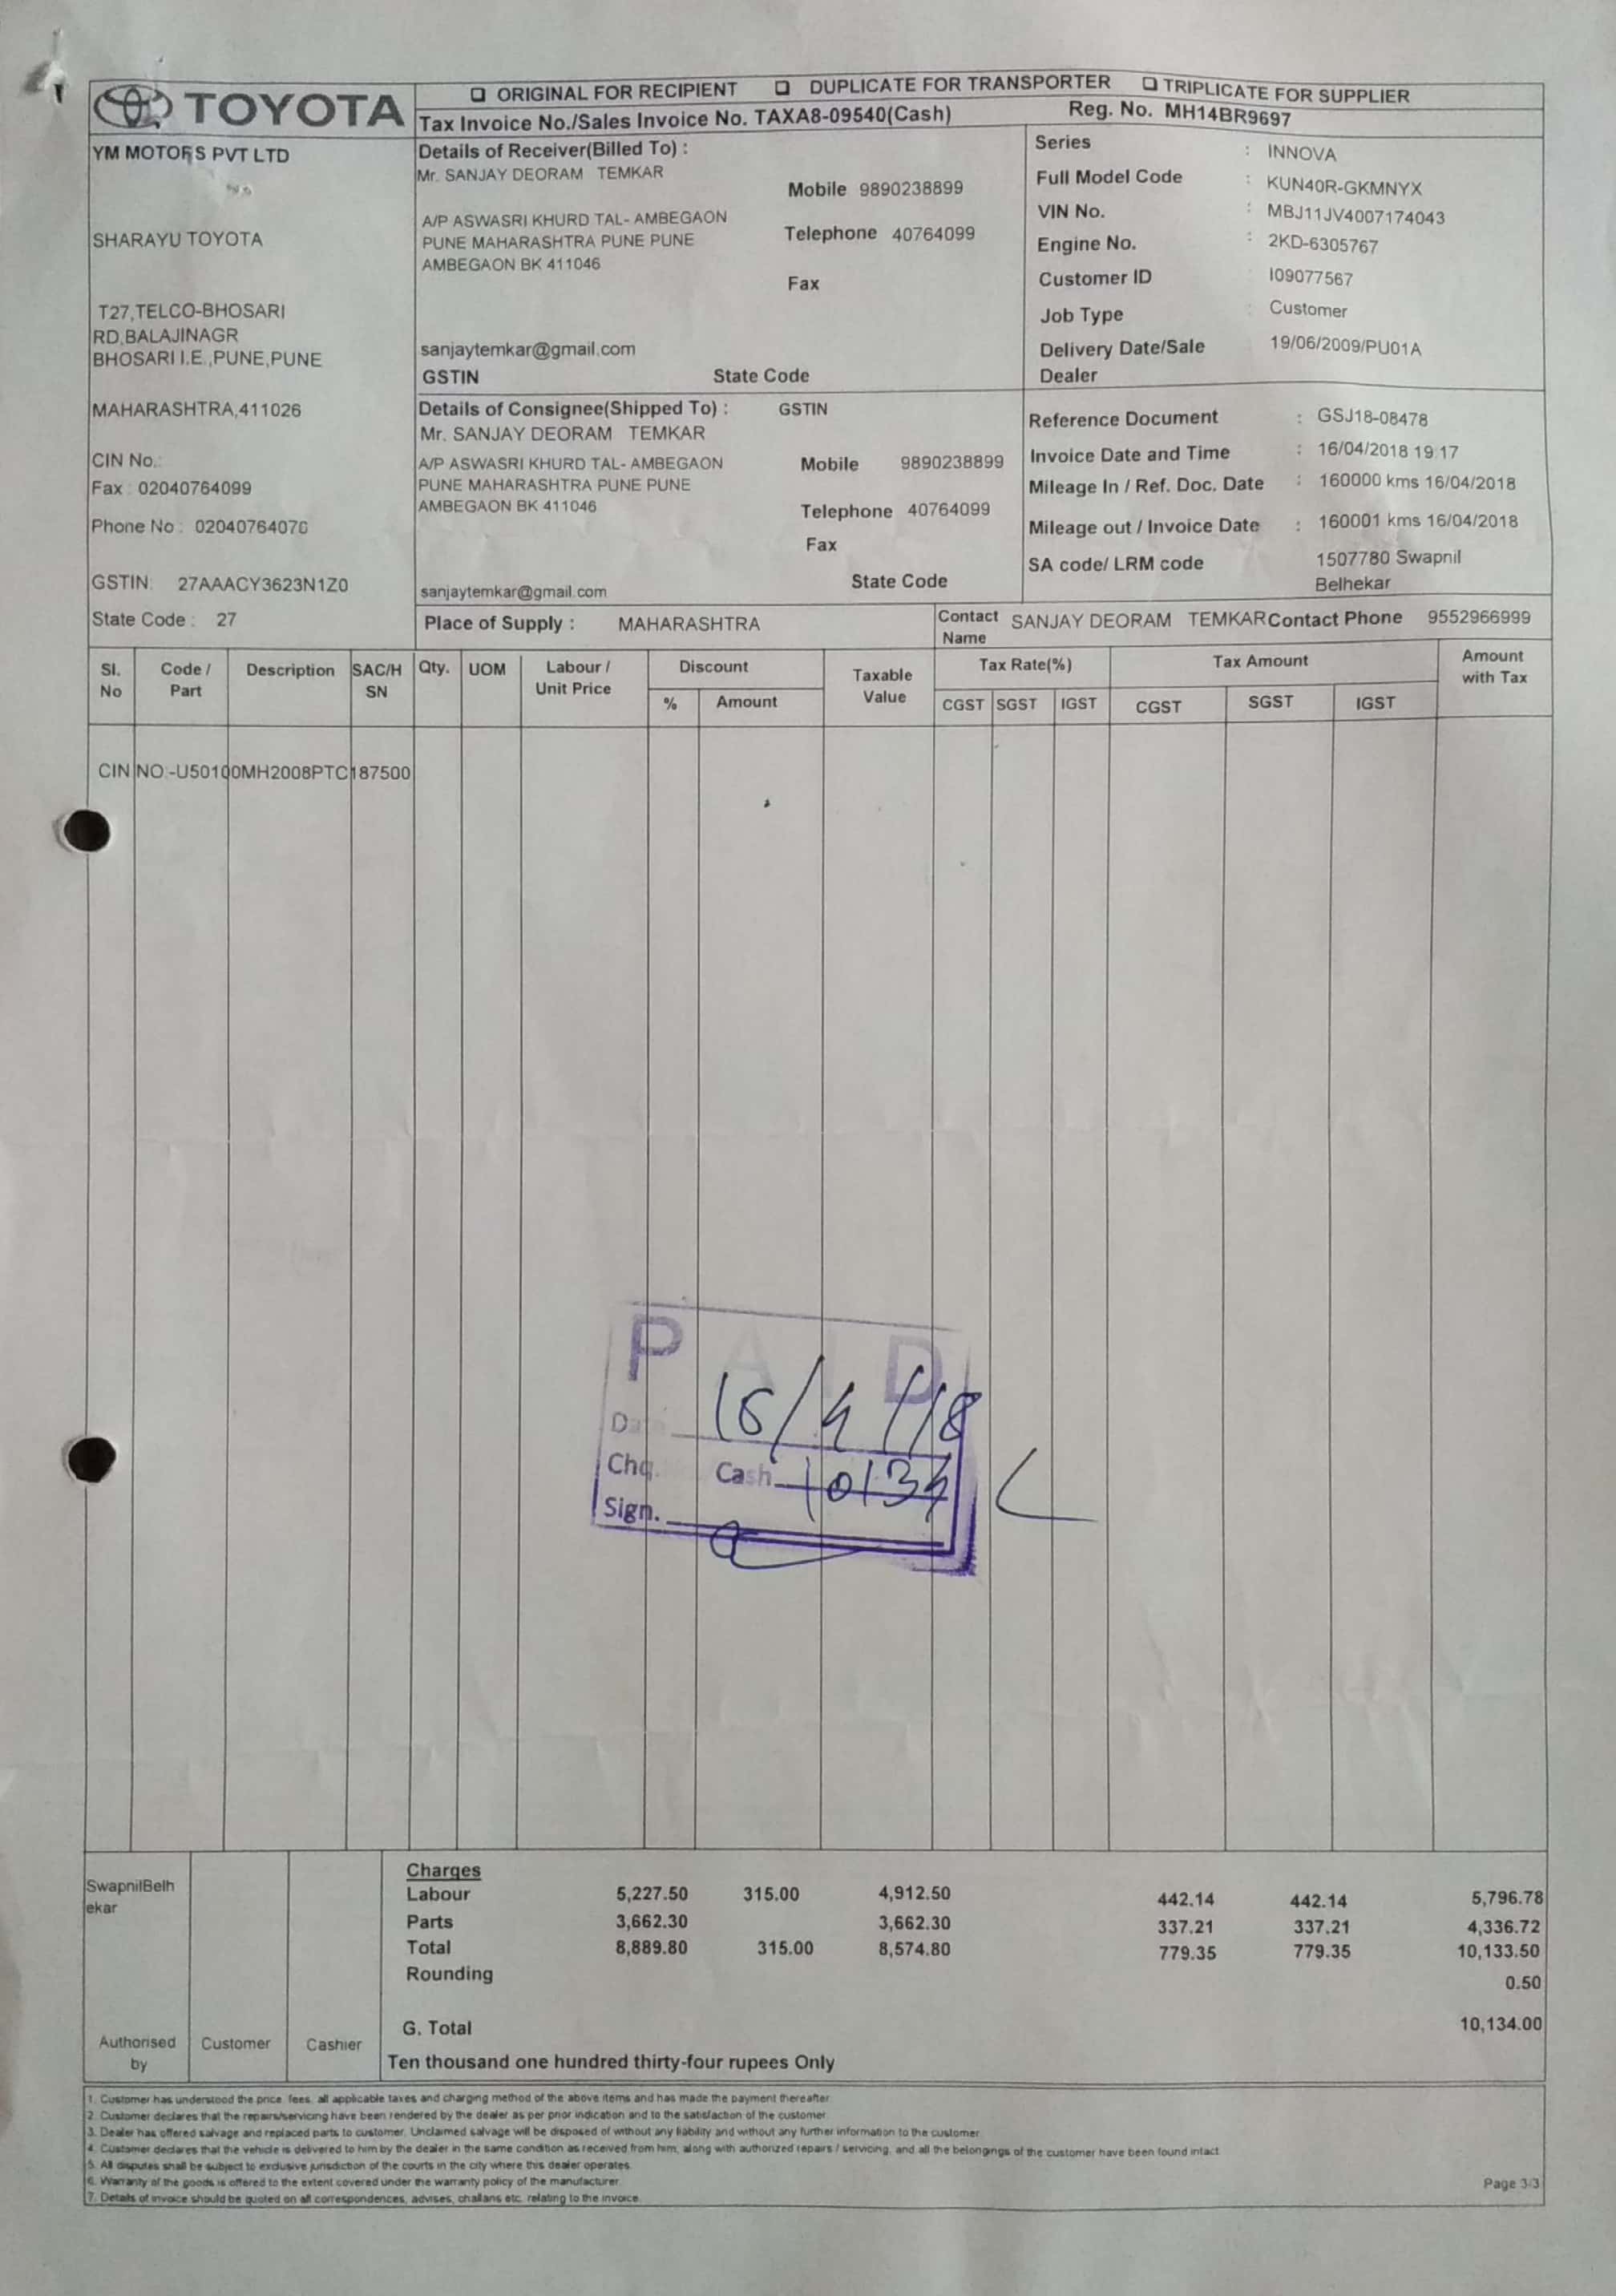 TOYOTA
❑ ORIGINAL FOR RECIPIENT ❑ DUPLICATE FOR TRANSPORTER ❑ TRIPLICATE FOR SUPPLIER
Tax Invoice No./Sales Invoice No. TAXA8-09540(Cash) Reg. No. MH14BR9697
YM MOTORS PVT LTD
SHARAYU TOYOTA
T27,TELCO-BHOSARI
RD,BALAJINAGR
BHOSARI I.E.,PUNE,PUNE
MAHARASHTRA,411026
CIN No.:
Fax : 02040764099
Phone No : 02040764076
GSTIN: 27AAACY3623N1Z0
State Code : 27
Details of Receiver(Billed To) :
Mr. SANJAY DEORAM TEMKAR
Mobile 9890238899
A/P ASWASRI KHURD TAL- AMBEGAON
PUNE MAHARASHTRA PUNE PUNE
AMBEGAON BK 411046
Telephone 40764099
Fax
sanjaytemkar@gmail.com
GSTIN State Code
Details of Consignee(Shipped To) : GSTIN
Mr. SANJAY DEORAM TEMKAR
A/P ASWASRI KHURD TAL- AMBEGAON
PUNE MAHARASHTRA PUNE PUNE
AMBEGAON BK 411046
Mobile 9890238899
Telephone 40764099
Fax
State Code
sanjaytemkar@gmail.com
Series : INNOVA
Full Model Code : KUN40R-GKMNYX
VIN No. : MBJ11JV4007174043
Engine No. : 2KD-6305767
Customer ID I09077567
Job Type : Customer
Delivery Date/Sale 19/06/2009/PU01A
Dealer
Reference Document : GSJ18-08478
Invoice Date and Time : 16/04/2018 19:17
Mileage In / Ref. Doc. Date : 160000 kms 16/04/2018
Mileage out / Invoice Date : 160001 kms 16/04/2018
SA code/ LRM code 1507780 Swapnil
Belhekar
Place of Supply : MAHARASHTRA
Contact Name SANJAY DEORAM TEMKAR Contact Phone 9552966999
Sl. No Code / Part Description SAC/HSN Qty. UOM Labour / Unit Price Discount Taxable Value Tax Rate(%) Tax Amount Amount with Tax
% Amount CGST SGST IGST CGST SGST IGST
CIN NO:-U50100MH2008PTC187500
PAID
Date 16/4/18
Chq. Cash 10134
Sign.
SwapnilBelh
ekar
Charges
Labour 5,227.50 315.00 4,912.50 442.14 442.14 5,796.78
Parts 3,662.30 3,662.30 337.21 337.21 4,336.72
Total 8,889.80 315.00 8,574.80 779.35 779.35 10,133.50
Rounding 0.50
G. Total 10,134.00
Authorised by Customer Cashier
Ten thousand one hundred thirty-four rupees Only
1. Customer has understood the price, fees, all applicable taxes and charging method of the above items and has made the payment thereafter.
2. Customer declares that the repairs/servicing have been rendered by the dealer as per prior indication and to the satisfaction of the customer.
3. Dealer has offered salvage and replaced parts to customer. Unclaimed salvage will be disposed of without any liability and without any further information to the customer.
4. Customer declares that the vehicle is delivered to him by the dealer in the same condition as received from him, along with authorized repairs / servicing, and all the belongings of the customer have been found intact.
5. All disputes shall be subject to exclusive jurisdiction of the courts in the city where this dealer operates.
6. Warranty of the goods is offered to the extent covered under the warranty policy of the manufacturer.
7. Details of invoice should be quoted on all correspondences, advises, challans etc. relating to the invoice.
Page 3/3